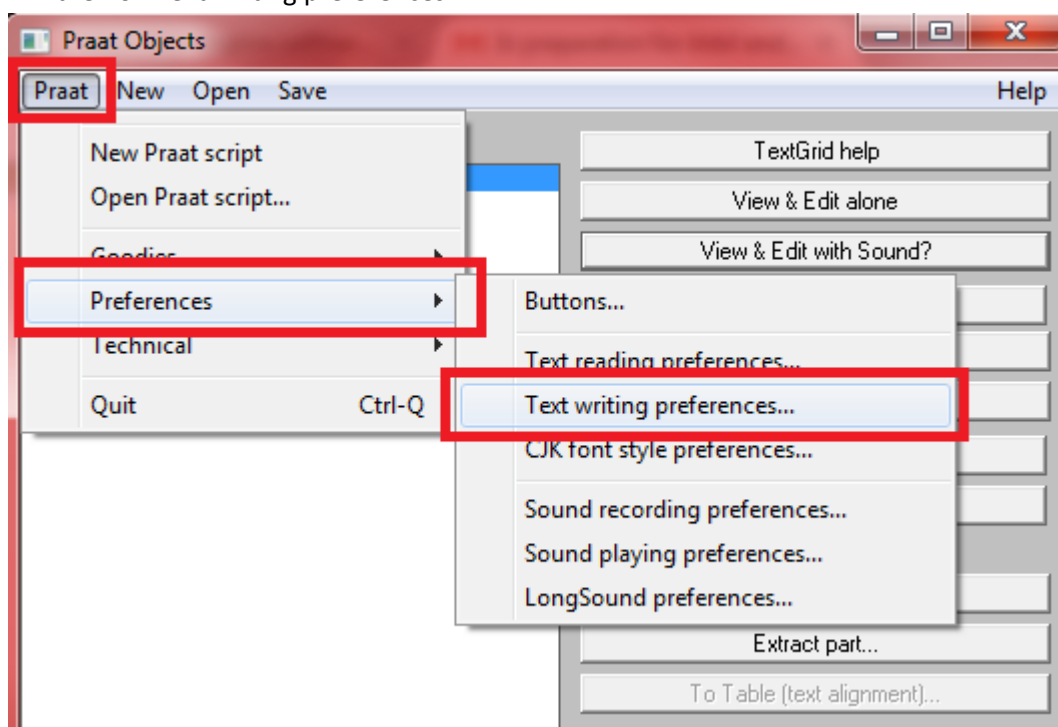 Praat Objects
Praat New Open Save Help
New Praat script
Open Praat script...
Goodies
Preferences
Technical
Quit Ctrl-Q
Buttons...
Text reading preferences...
Text writing preferences...
CJK font style preferences...
Sound recording preferences...
Sound playing preferences...
LongSound preferences...
TextGrid help
View & Edit alone
View & Edit with Sound?
Extract part...
To Table (text alignment)...